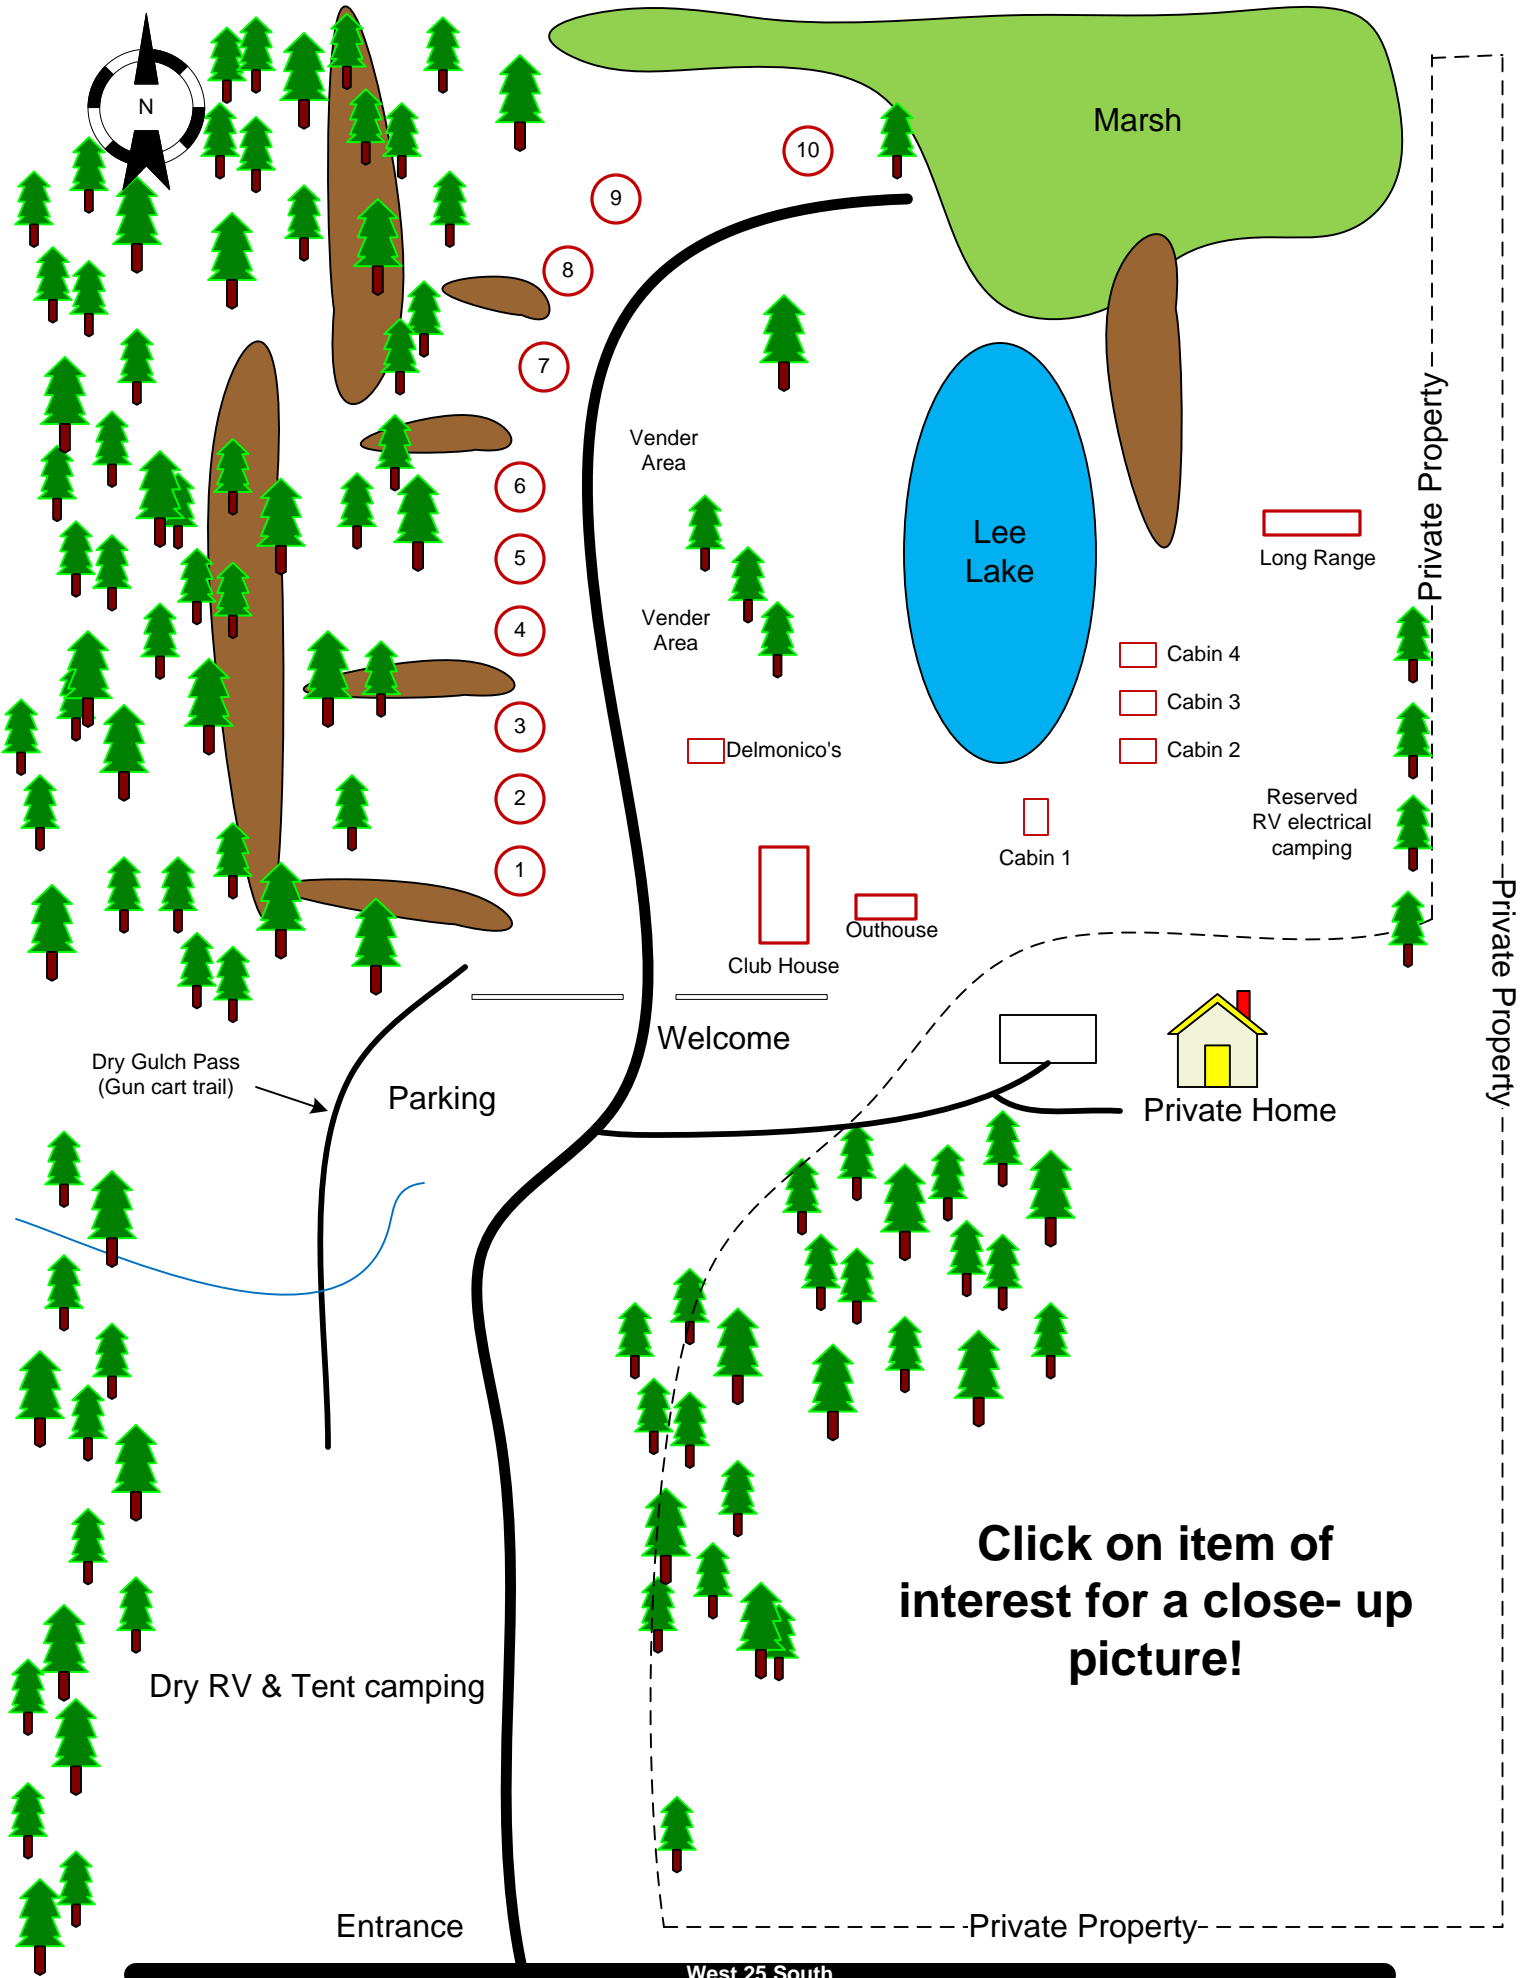 N
Marsh
10
9
8
7
Vender
Area
Private Property
6
Lee
Lake
5
Long Range
4
Vender
Area
Cabin 4
3
Cabin 3
Delmonico's
Cabin 2
2
Reserved
RV electrical
camping
Cabin 1
1
Private Property
Outhouse
Club House
Welcome
Dry Gulch Pass
(Gun cart trail)
Parking
Private Home
Click on item of
interest for a close- up
picture!
Dry RV & Tent camping
Entrance
Private Property
West 25 South